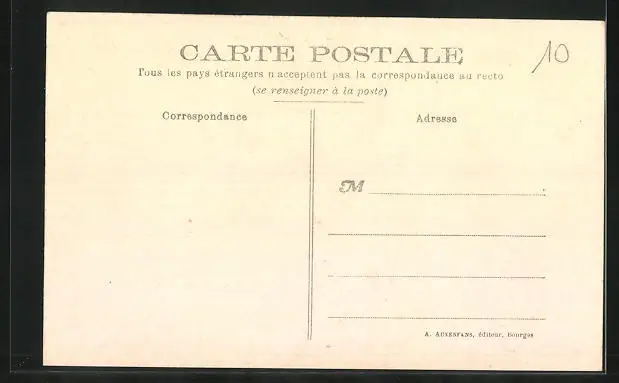 CARTE POSTALE
10
Tous les pays étrangers n'acceptent pas la correspondance au recto
(se renseigner à la poste)
Correspondance
Adresse
M
A. AUXENFANS, éditeur, Bourges